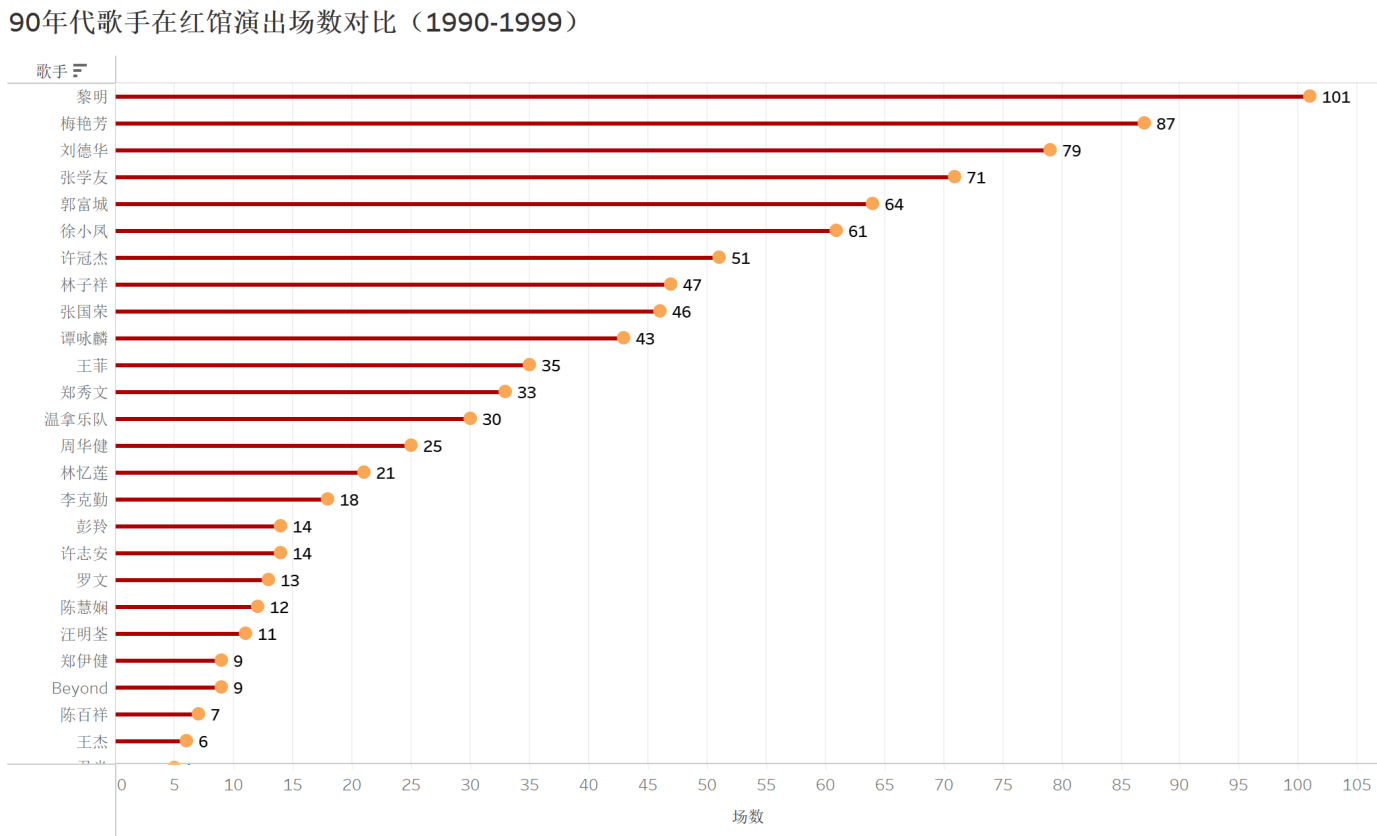 90年代歌手在红馆演出场数对比（1990-1999）
歌手
黎明 101
梅艳芳 87
刘德华 79
张学友 71
郭富城 64
徐小凤 61
许冠杰 51
林子祥 47
张国荣 46
谭咏麟 43
王菲 35
郑秀文 33
温拿乐队 30
周华健 25
林忆莲 21
李克勤 18
彭羚 14
许志安 14
罗文 13
陈慧娴 12
汪明荃 11
郑伊健 9
Beyond 9
陈百祥 7
王杰 6
0 5 10 15 20 25 30 35 40 45 50 55 60 65 70 75 80 85 90 95 100 105
场数